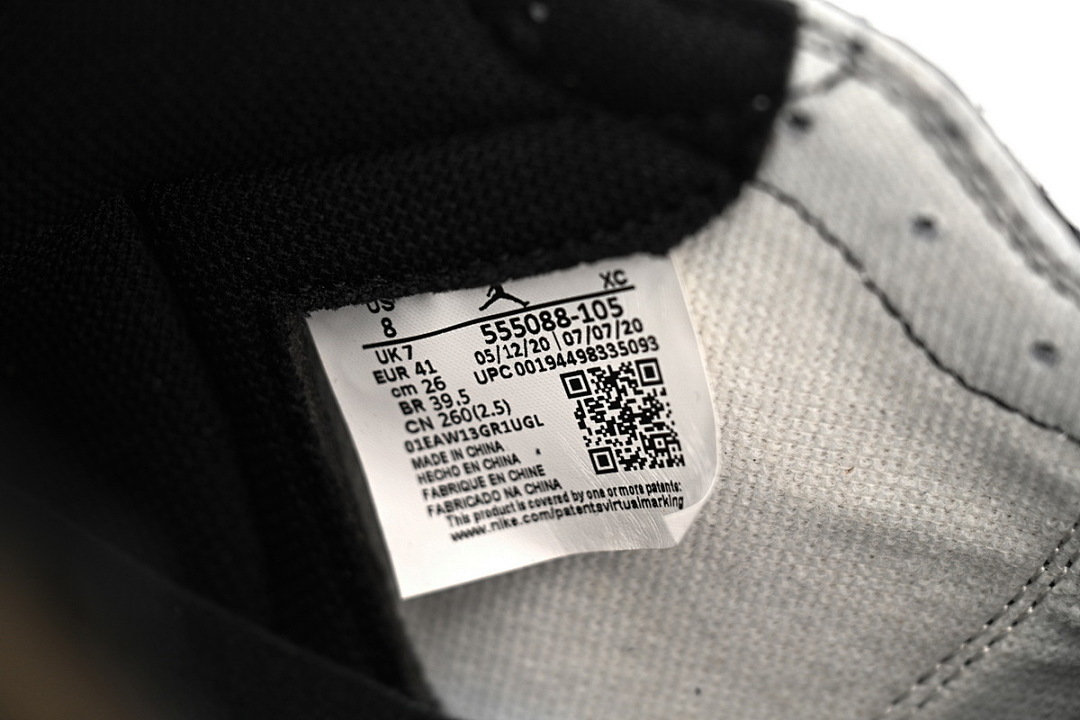 US XC
8 555088-105
UK 7 05/12/20 | 07/07/20
EUR 41 UPC 00194498335093
cm 26
BR 39.5
CN 260(2.5)
01EAW13GR1UGL
MADE IN CHINA
HECHO EN CHINA
FABRIQUE EN CHINE
FABRICADO NA CHINA
This product is covered by one or more patents:
www.nike.com/patentsvirtualmarking